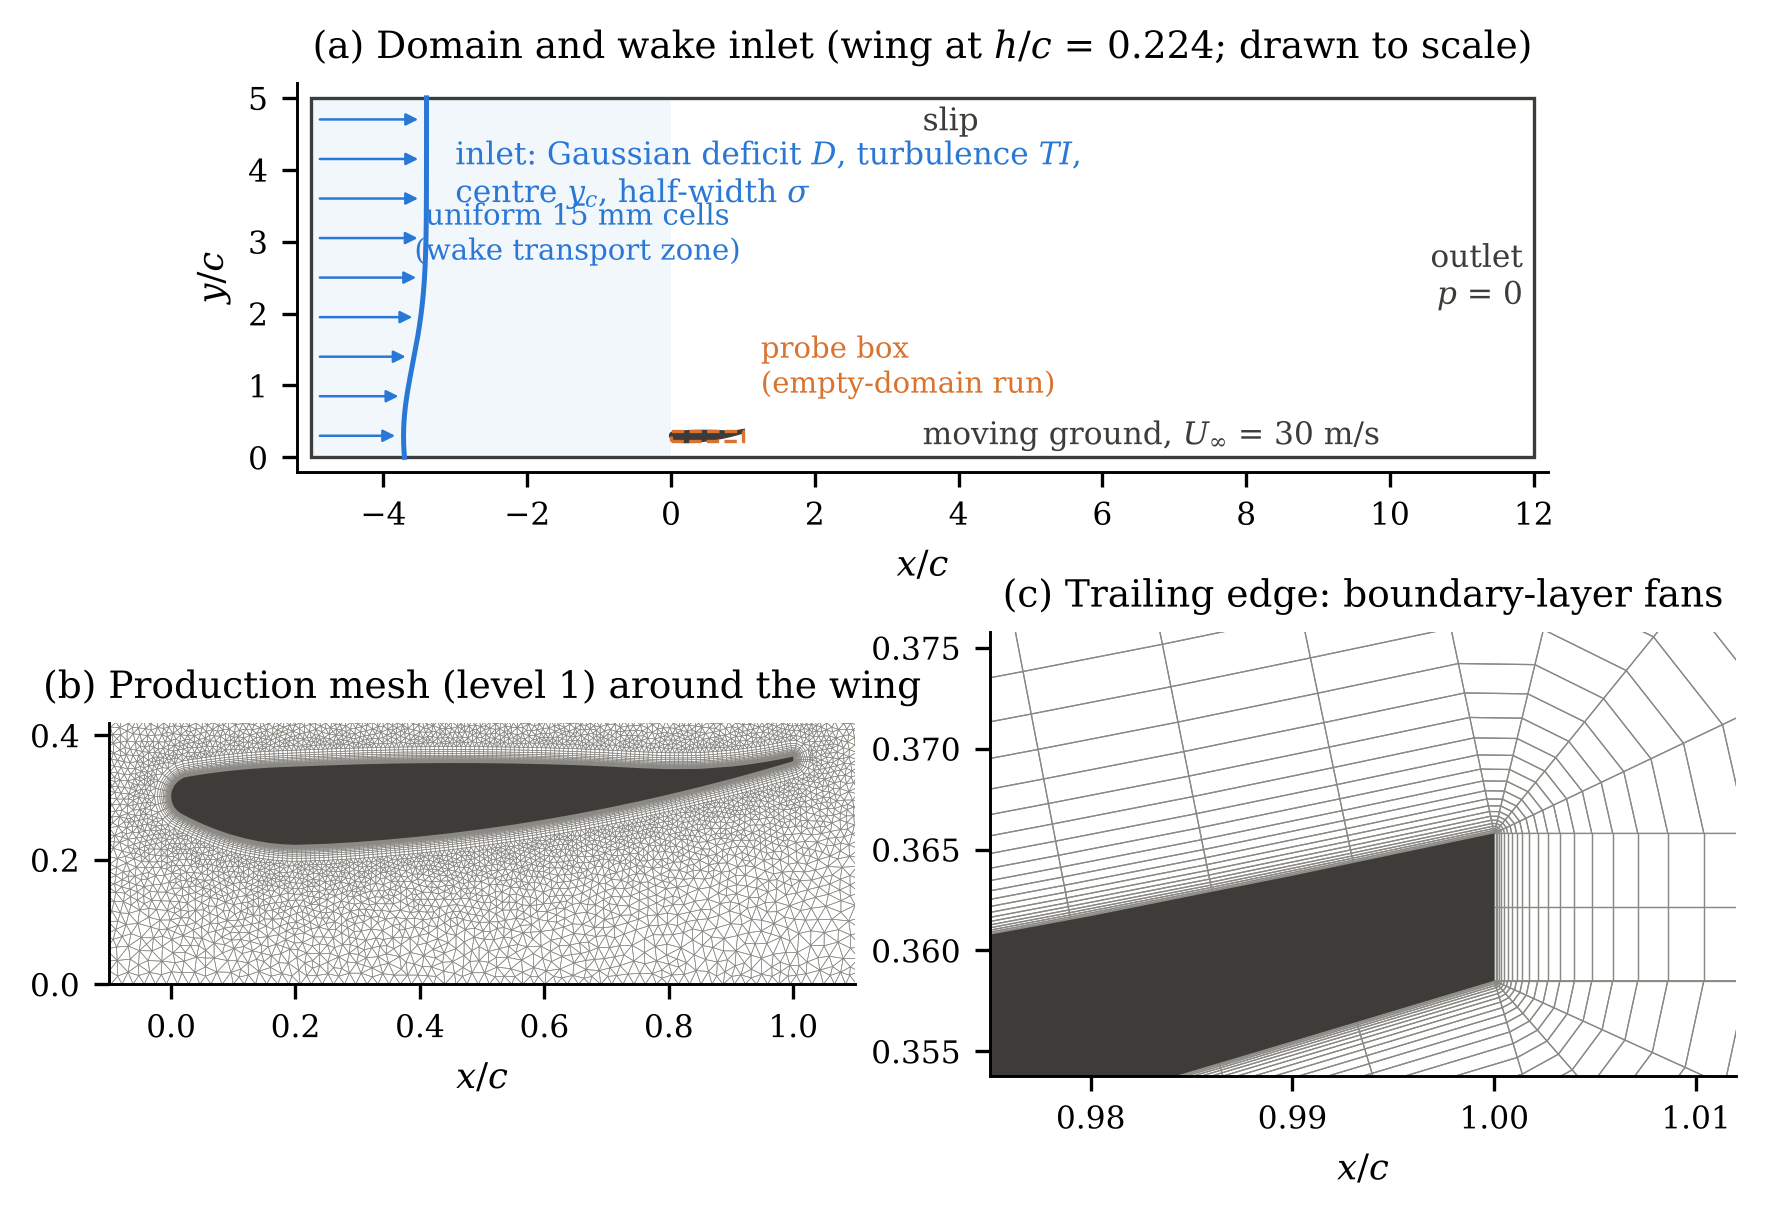 (a) Domain and wake inlet (wing at h/c = 0.224; drawn to scale)
5
4
3
2
1
0
y/c
slip
inlet: Gaussian deficit D, turbulence TI,
centre y_c, half-width σ
uniform 15 mm cells
(wake transport zone)
outlet
p = 0
probe box
(empty-domain run)
moving ground, U∞ = 30 m/s
−4 −2 0 2 4 6 8 10 12
x/c
(b) Production mesh (level 1) around the wing
0.4
0.2
0.0
0.0 0.2 0.4 0.6 0.8 1.0
x/c
(c) Trailing edge: boundary-layer fans
0.375
0.370
0.365
0.360
0.355
0.98 0.99 1.00 1.01
x/c